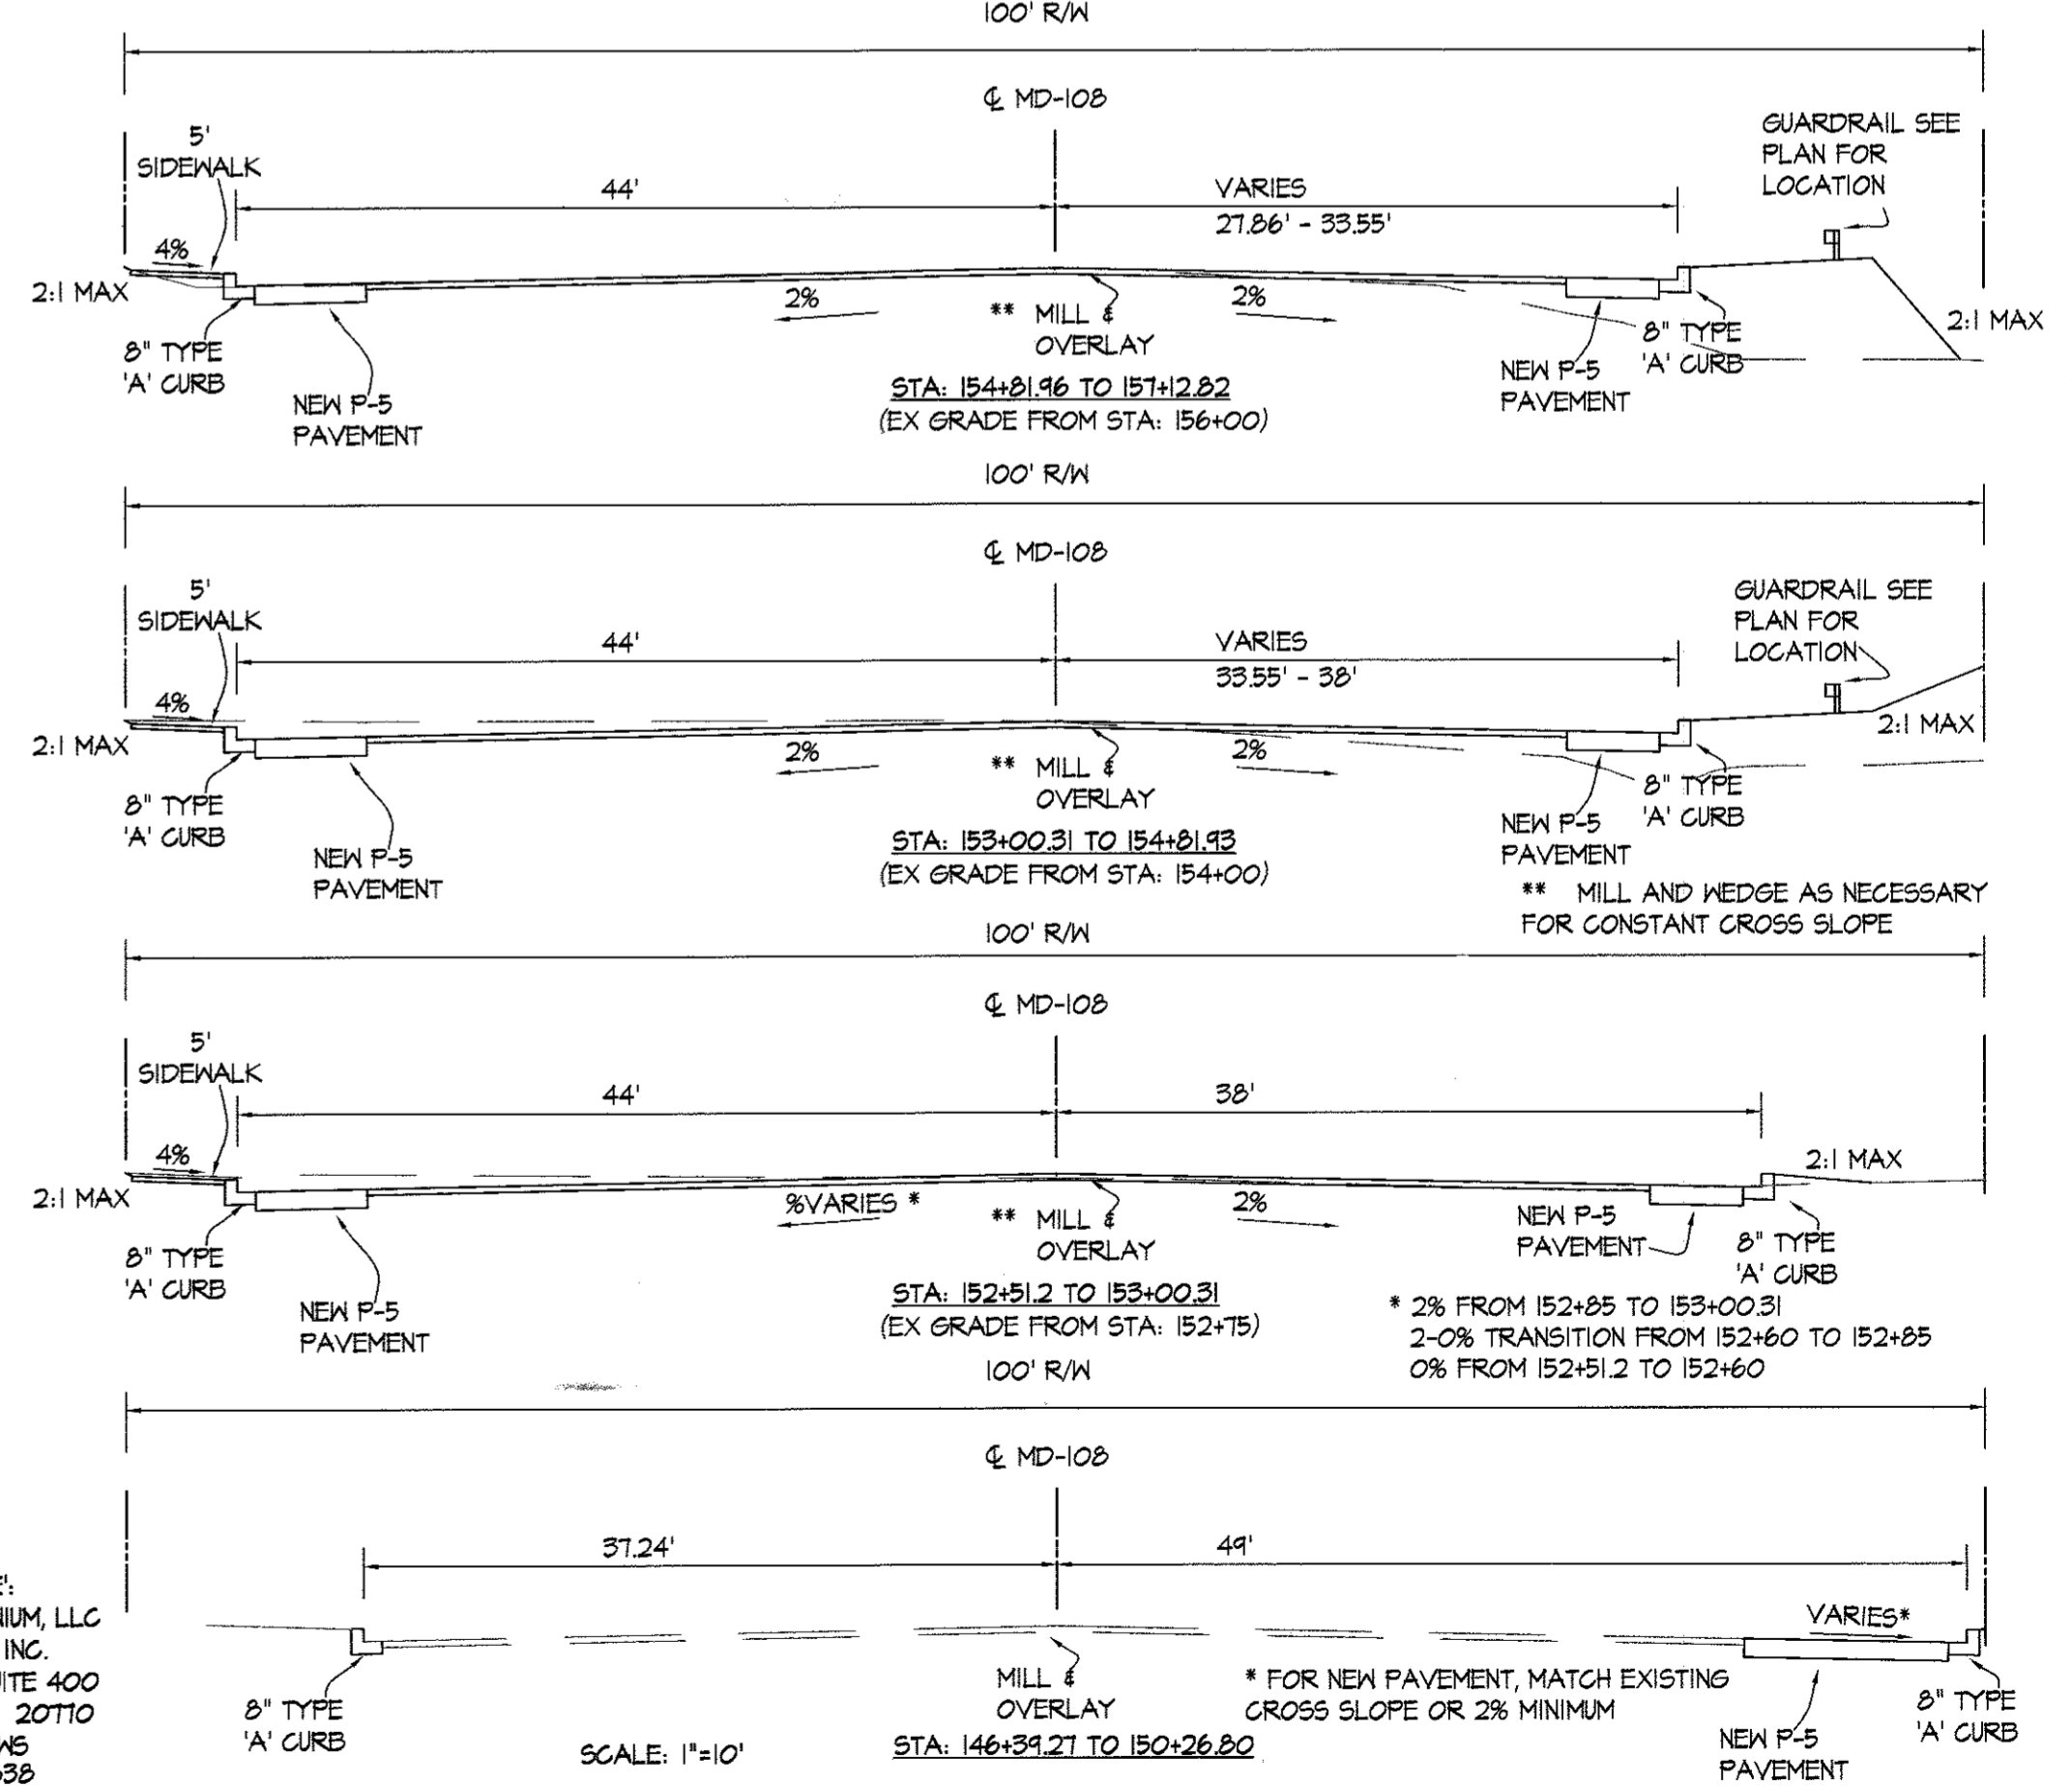 100' R/W
℄ MD-108
5'
SIDEWALK
44'
VARIES
27.86' - 33.55'
GUARDRAIL SEE
PLAN FOR
LOCATION
4%
2:1 MAX
8" TYPE
'A' CURB
NEW P-5
PAVEMENT
2%
** MILL &
OVERLAY
2%
NEW P-5
PAVEMENT
8" TYPE
'A' CURB
2:1 MAX
STA: 154+81.96 TO 157+12.82
(EX GRADE FROM STA: 156+00)
100' R/W
℄ MD-108
5'
SIDEWALK
44'
VARIES
33.55' - 38'
GUARDRAIL SEE
PLAN FOR
LOCATION
4%
2:1 MAX
8" TYPE
'A' CURB
NEW P-5
PAVEMENT
2%
** MILL &
OVERLAY
2%
NEW P-5
PAVEMENT
8" TYPE
'A' CURB
2:1 MAX
STA: 153+00.31 TO 154+81.93
(EX GRADE FROM STA: 154+00)
** MILL AND WEDGE AS NECESSARY
FOR CONSTANT CROSS SLOPE
100' R/W
℄ MD-108
5'
SIDEWALK
44'
38'
4%
2:1 MAX
8" TYPE
'A' CURB
NEW P-5
PAVEMENT
%VARIES *
** MILL &
OVERLAY
2%
NEW P-5
PAVEMENT
2:1 MAX
8" TYPE
'A' CURB
STA: 152+51.2 TO 153+00.31
(EX GRADE FROM STA: 152+75)
* 2% FROM 152+85 TO 153+00.31
2-0% TRANSITION FROM 152+60 TO 152+85
0% FROM 152+51.2 TO 152+60
100' R/W
℄ MD-108
37.24'
49'
VARIES*
8" TYPE
'A' CURB
MILL &
OVERLAY
* FOR NEW PAVEMENT, MATCH EXISTING
CROSS SLOPE OR 2% MINIMUM
NEW P-5
PAVEMENT
8" TYPE
'A' CURB
SCALE: 1"=10'
STA: 146+39.27 TO 150+26.80
LLC
INC.
400
20770